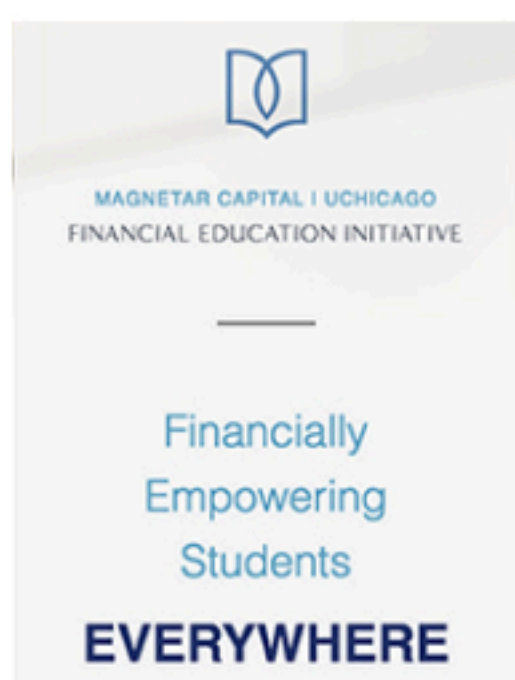 MAGNETAR CAPITAL | UCHICAGO
FINANCIAL EDUCATION INITIATIVE
Financially
Empowering
Students
EVERYWHERE